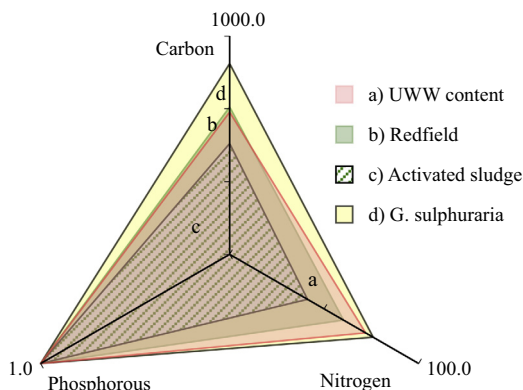 1000.0
Carbon
d
b
c
a
1.0
Phosphorous
Nitrogen
100.0
a) UWW content
b) Redfield
c) Activated sludge
d) G. sulphuraria